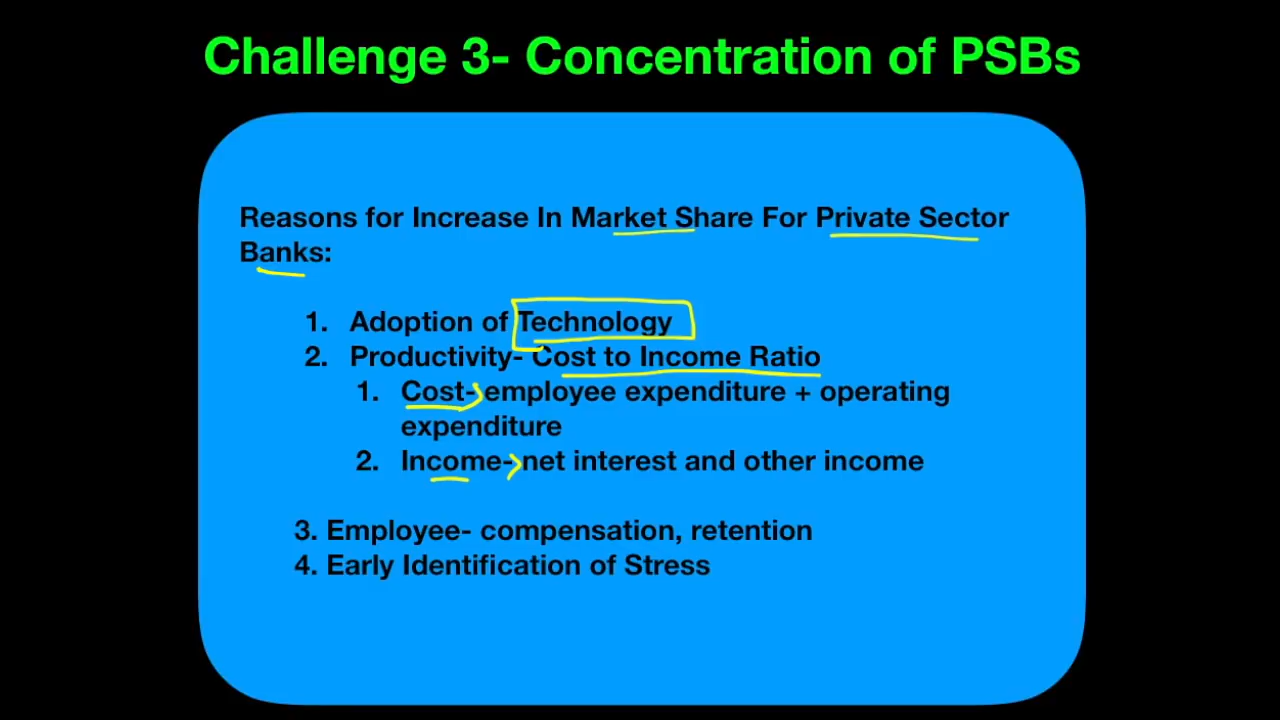 Challenge 3- Concentration of PSBs
Reasons for Increase In Market Share For Private Sector
Banks:
1. Adoption of Technology
2. Productivity- Cost to Income Ratio
1. Cost- employee expenditure + operating
expenditure
2. Income- net interest and other income
3. Employee- compensation, retention
4. Early Identification of Stress